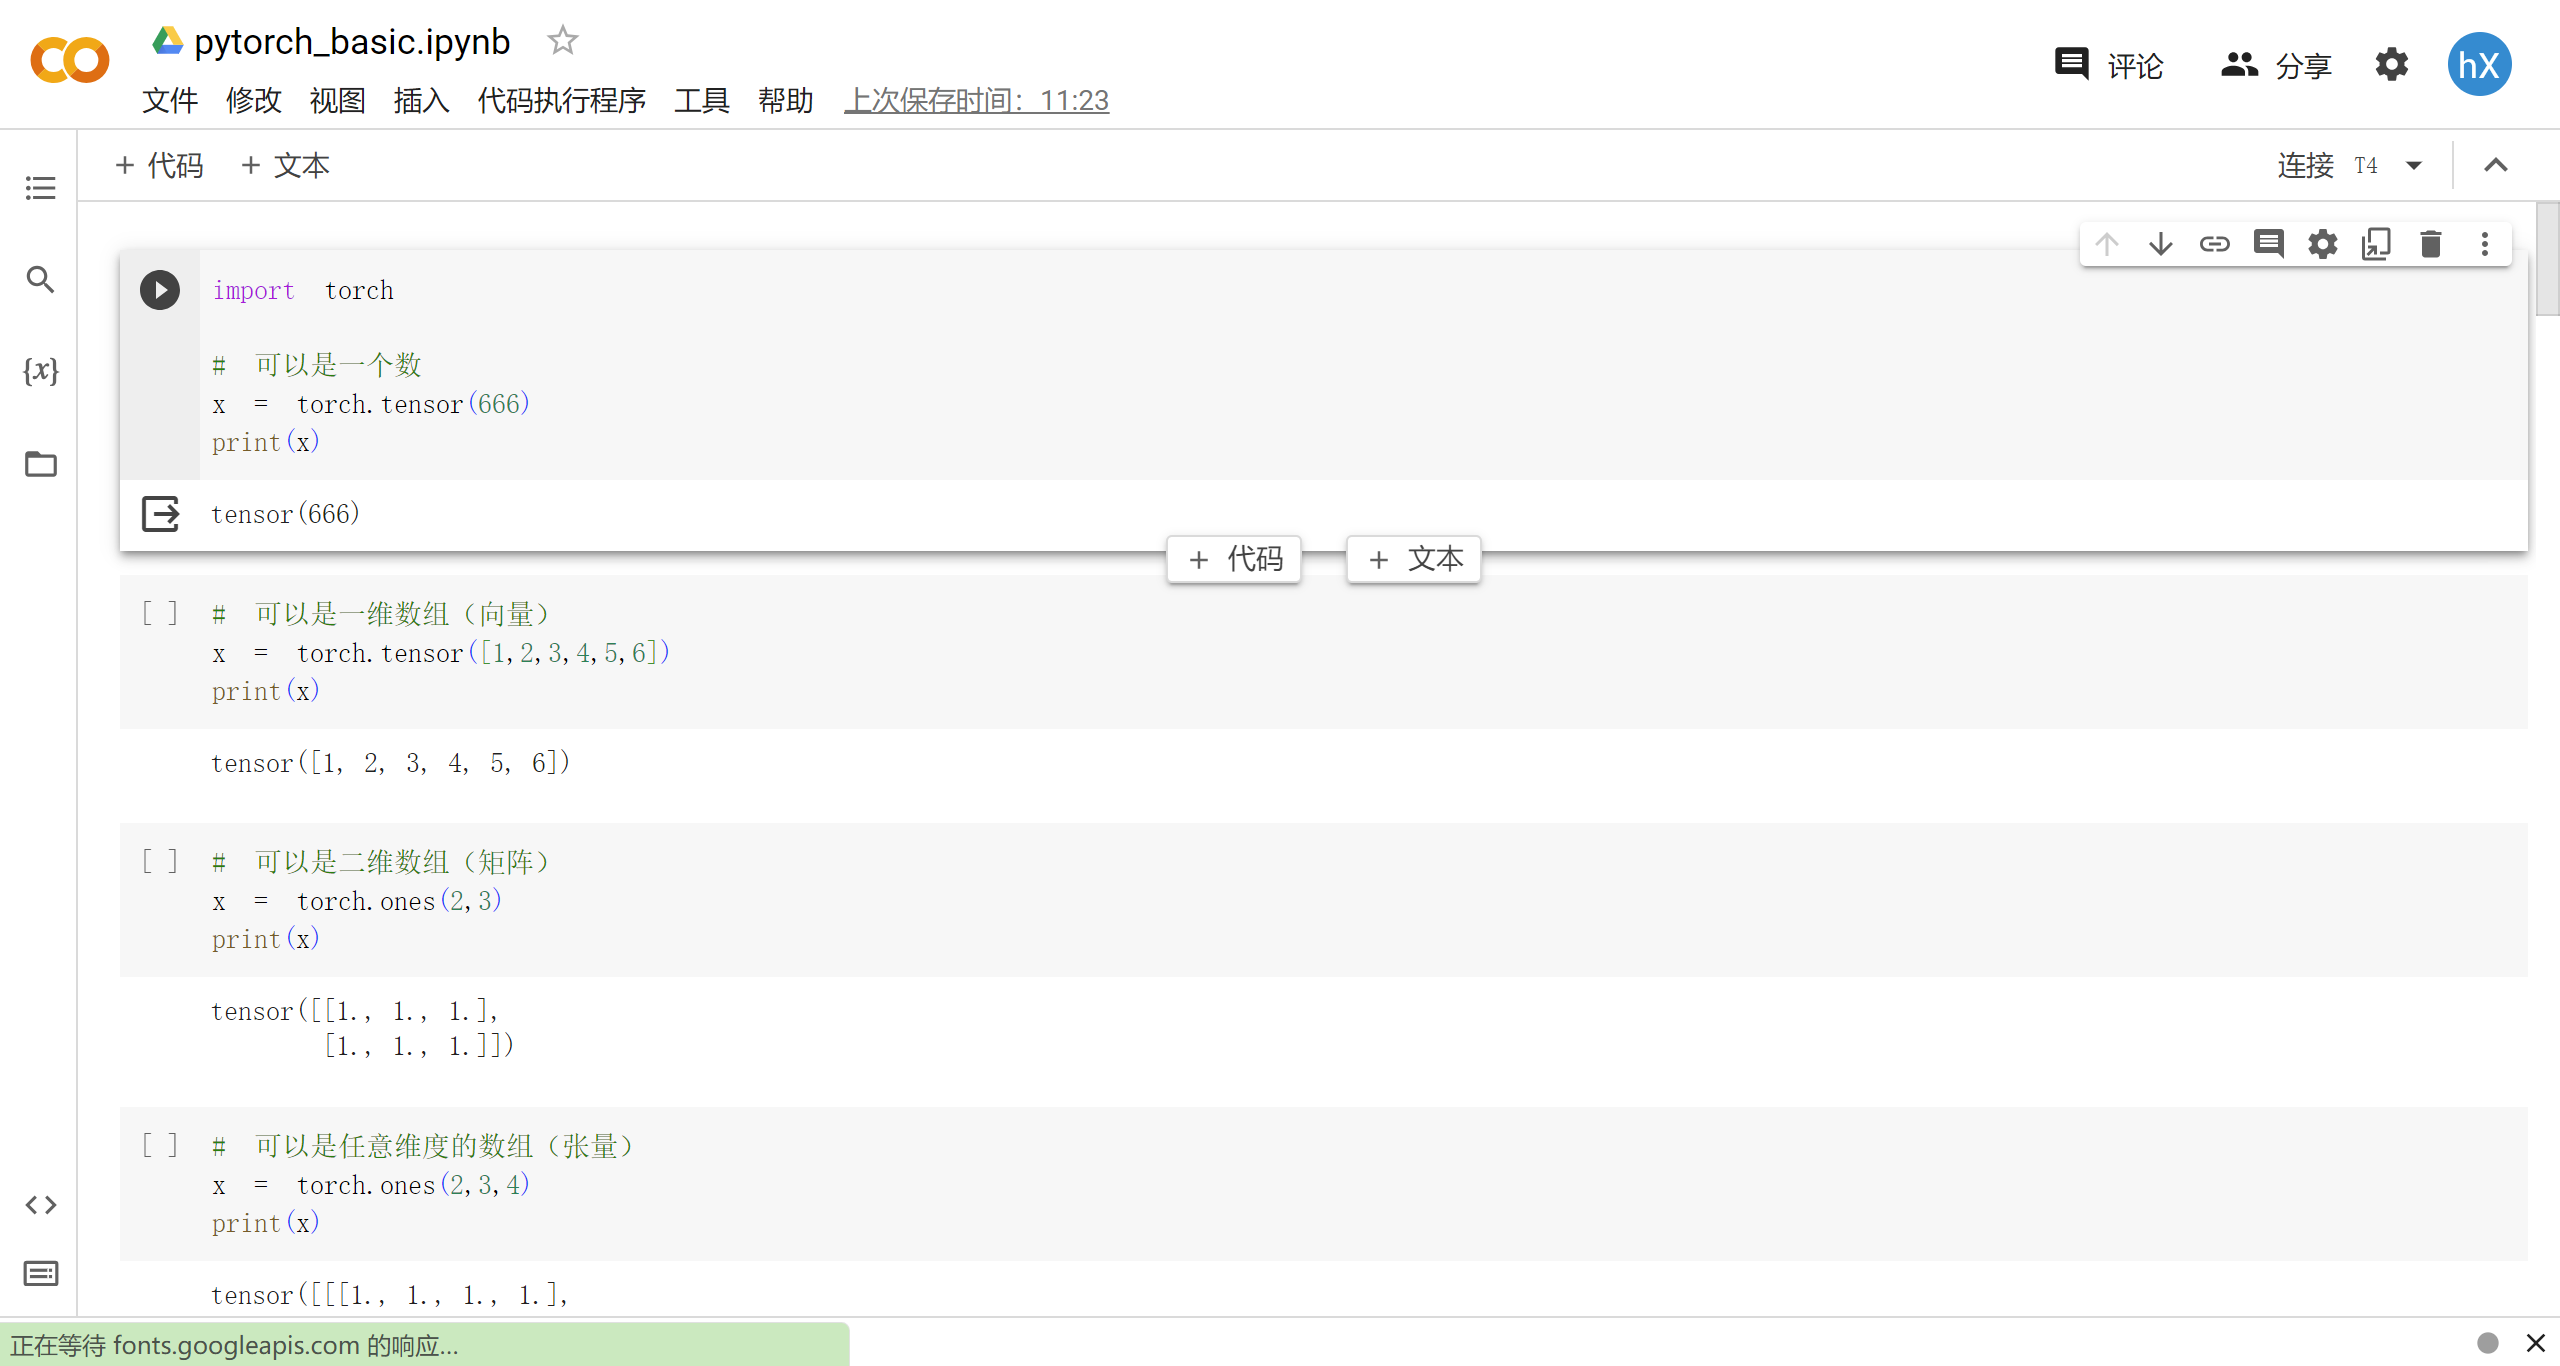 pytorch_basic.ipynb
文件 修改 视图 插入 代码执行程序 工具 帮助 上次保存时间：11:23
评论 分享 hX
+ 代码 + 文本
连接 T4
import torch
# 可以是一个数
x = torch.tensor(666)
print(x)
tensor(666)
+ 代码 + 文本
[ ] # 可以是一维数组（向量）
x = torch.tensor([1,2,3,4,5,6])
print(x)
tensor([1, 2, 3, 4, 5, 6])
[ ] # 可以是二维数组（矩阵）
x = torch.ones(2,3)
print(x)
tensor([[1., 1., 1.],
[1., 1., 1.]])
[ ] # 可以是任意维度的数组（张量）
x = torch.ones(2,3,4)
print(x)
tensor([[[1., 1., 1., 1.],
正在等待 fonts.googleapis.com 的响应...